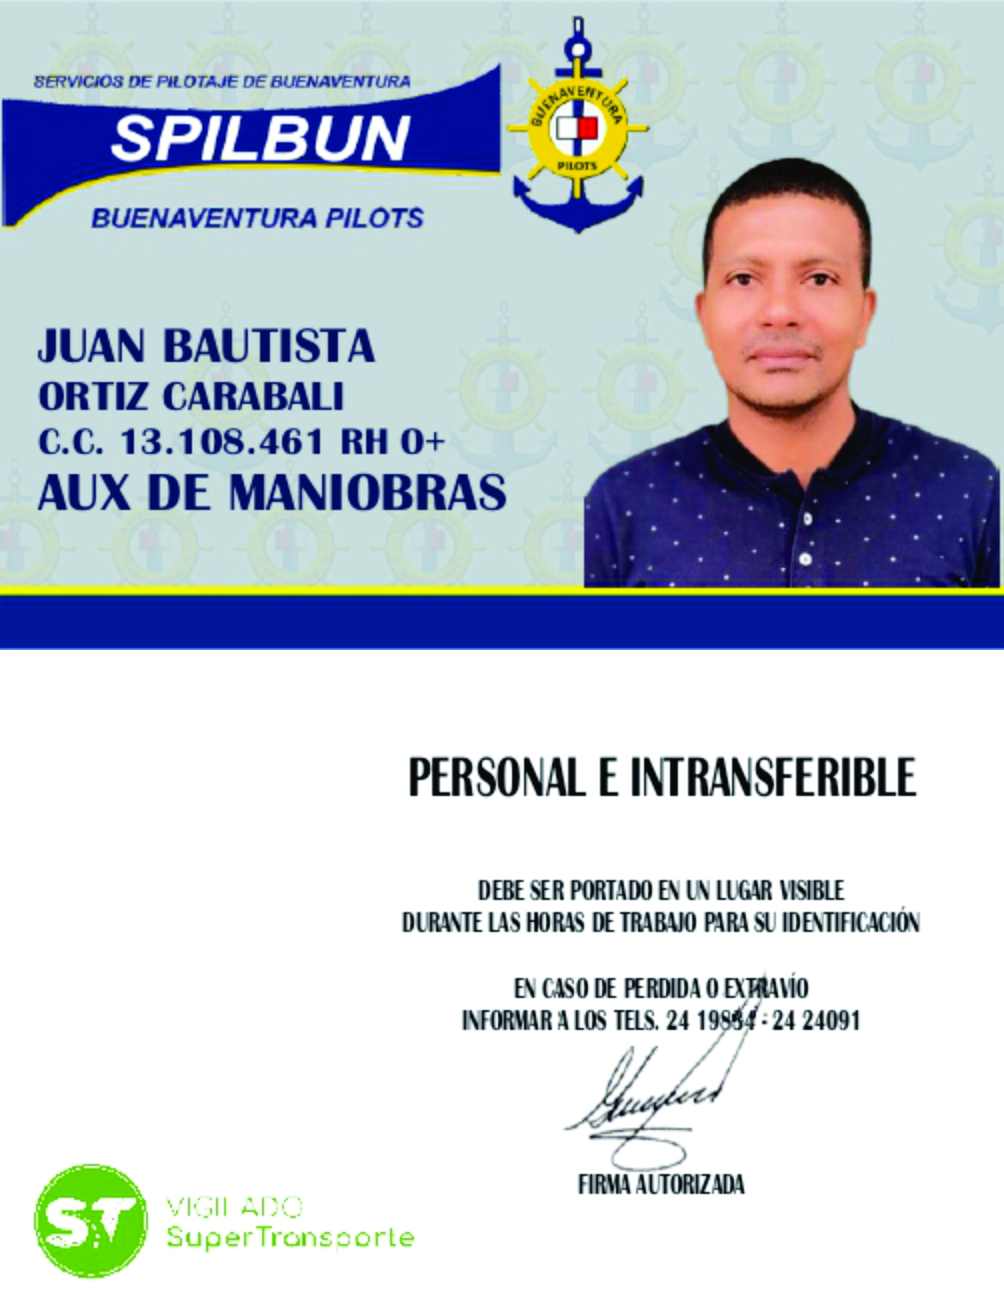 SERVICIOS DE PILOTAJE DE BUENAVENTURA
SPILBUN
BUENAVENTURA PILOTS
BUENAVENTURA
PILOTS
JUAN BAUTISTA
ORTIZ CARABALI
C.C. 13.108.461 RH O+
AUX DE MANIOBRAS
PERSONAL E INTRANSFERIBLE
DEBE SER PORTADO EN UN LUGAR VISIBLE
DURANTE LAS HORAS DE TRABAJO PARA SU IDENTIFICACIÓN
EN CASO DE PERDIDA O EXTRAVÍO
INFORMAR A LOS TELS. 24 19834 - 24 24091
FIRMA AUTORIZADA
ST
VIGILADO
SuperTransporte